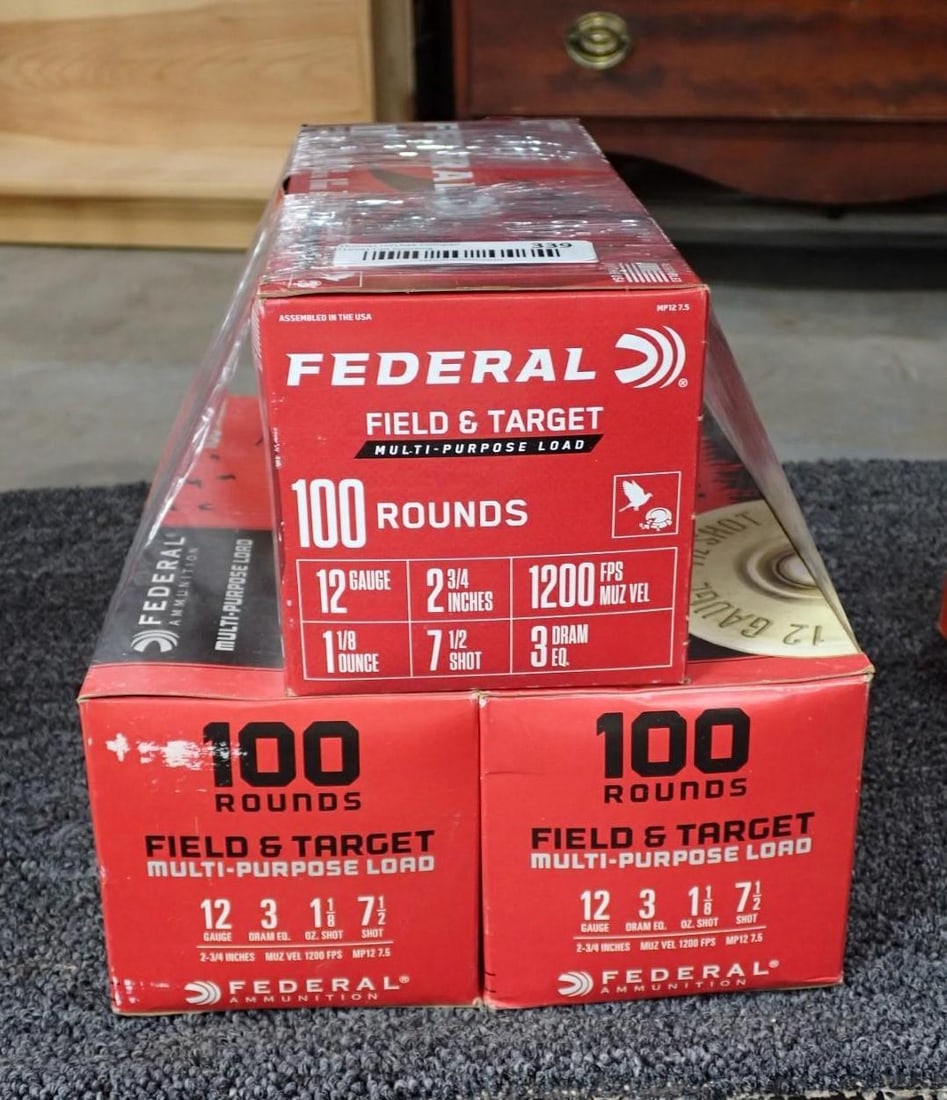 339
ASSEMBLED IN THE USA
MP12 7.5
FEDERAL®
FIELD & TARGET
MULTI-PURPOSE LOAD
100 ROUNDS
12 GAUGE
2 3/4 INCHES
1200 FPS MUZ VEL
1 1/8 OUNCE
7 1/2 SHOT
3 DRAM EQ.
FEDERAL
AMMUNITION
MULTI-PURPOSE LOAD
12 GAUGE
SHOT
100
ROUNDS
FIELD & TARGET
MULTI-PURPOSE LOAD
12 3 1 1/8 7 1/2
GAUGE DRAM EQ. OZ. SHOT SHOT
2-3/4 INCHES MUZ VEL 1200 FPS MP12 7.5
FEDERAL®
AMMUNITION
100
ROUNDS
FIELD & TARGET
MULTI-PURPOSE LOAD
12 3 1 1/8 7 1/2
GAUGE DRAM EQ. OZ. SHOT SHOT
2-3/4 INCHES MUZ VEL 1200 FPS MP12 7.5
FEDERAL®
AMMUNITION